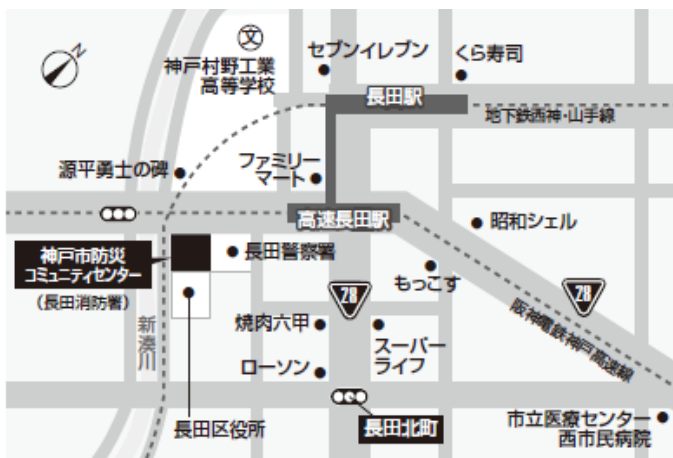 N
文
神戸村野工業
高等学校
セブンイレブン
くら寿司
長田駅
地下鉄西神・山手線
源平勇士の碑
ファミリー
マート
高速長田駅
昭和シェル
神戸市防災
コミュニティセンター
(長田消防署)
長田警察署
もっこす
28
28
阪神電鉄神戸高速線
新湊川
焼肉六甲
スーパー
ライフ
ローソン
長田区役所
長田北町
市立医療センター
西市民病院